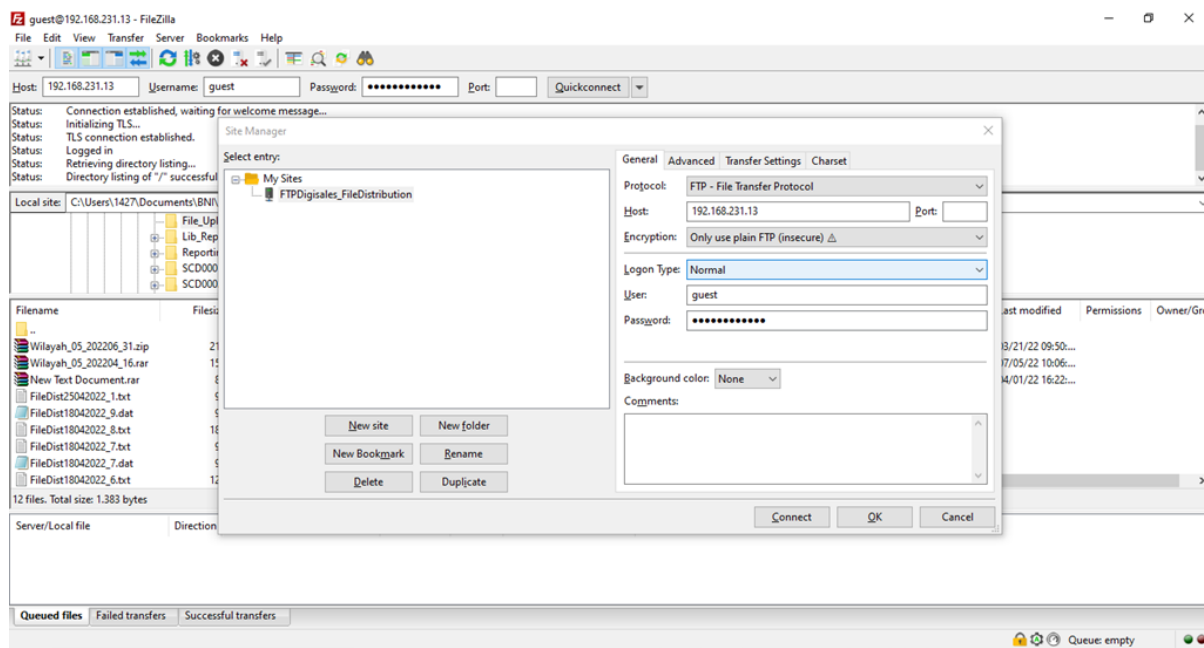 guest@192.168.231.13 - FileZilla
File Edit View Transfer Server Bookmarks Help
Host: 192.168.231.13 Username: guest Password: ●●●●●●●●●●●● Port: Quickconnect
Status: Connection established, waiting for welcome message...
Status: Initializing TLS...
Status: TLS connection established.
Status: Logged in
Status: Retrieving directory listing...
Status: Directory listing of "/" successful
Local site: C:\Users\1427\Documents\BNI\
File_Upl
Lib_Rep
Reporti
SCD000
SCD000
Filename Filesiz
..
Wilayah_05_202206_31.zip 21
Wilayah_05_202204_16.rar 15
New Text Document.rar
FileDist25042022_1.txt
FileDist18042022_9.dat
FileDist18042022_8.txt 18
FileDist18042022_7.txt
FileDist18042022_7.dat
FileDist18042022_6.txt 12
12 files. Total size: 1.383 bytes
Server/Local file Direction
Site Manager
Select entry:
My Sites
FTPDigisales_FileDistribution
New site New folder
New Bookmark Rename
Delete Duplicate
General Advanced Transfer Settings Charset
Protocol: FTP - File Transfer Protocol
Host: 192.168.231.13 Port:
Encryption: Only use plain FTP (insecure) ⚠
Logon Type: Normal
User: guest
Password: ●●●●●●●●●●●●
Background color: None
Comments:
Connect OK Cancel
ast modified Permissions Owner/Gr
3/21/22 09:50:...
7/05/22 10:06:...
4/01/22 16:22:...
Queued files Failed transfers Successful transfers
Queue: empty